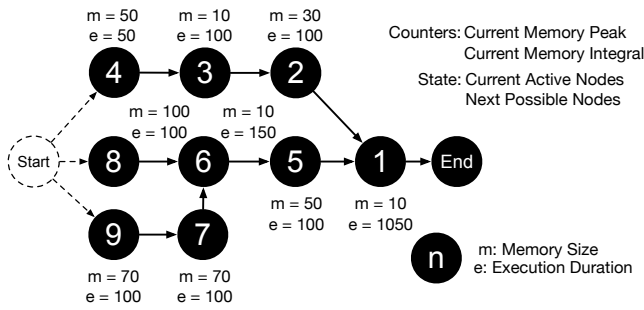 m = 50
e = 50
m = 10
e = 100
m = 30
e = 100
Counters: Current Memory Peak
Current Memory Integral
State: Current Active Nodes
Next Possible Nodes
4
3
2
m = 100
e = 100
m = 10
e = 150
Start
8
6
5
1
End
m = 50
e = 100
m = 10
e = 1050
9
7
m = 70
e = 100
m = 70
e = 100
n
m: Memory Size
e: Execution Duration